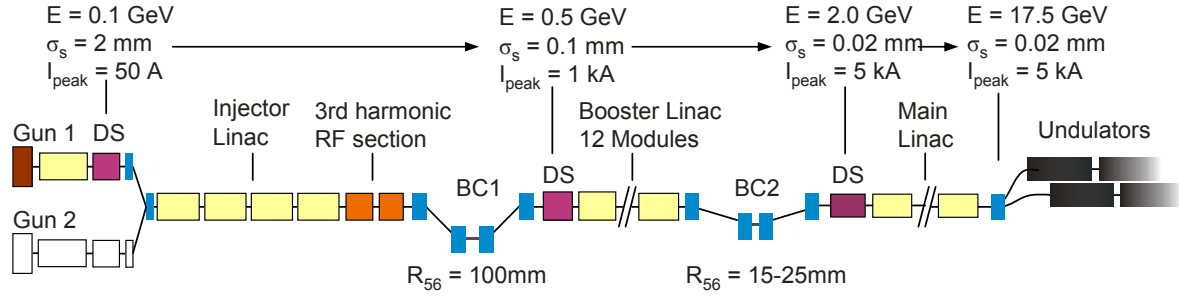 E = 0.1 GeV
σs = 2 mm
Ipeak = 50 A
E = 0.5 GeV
σs = 0.1 mm
Ipeak = 1 kA
E = 2.0 GeV
σs = 0.02 mm
Ipeak = 5 kA
E = 17.5 GeV
σs = 0.02 mm
Ipeak = 5 kA
Gun 1
DS
Injector
Linac
3rd harmonic
RF section
BC1
DS
Booster Linac
12 Modules
BC2
DS
Main
Linac
Undulators
Gun 2
R56 = 100mm
R56 = 15-25mm